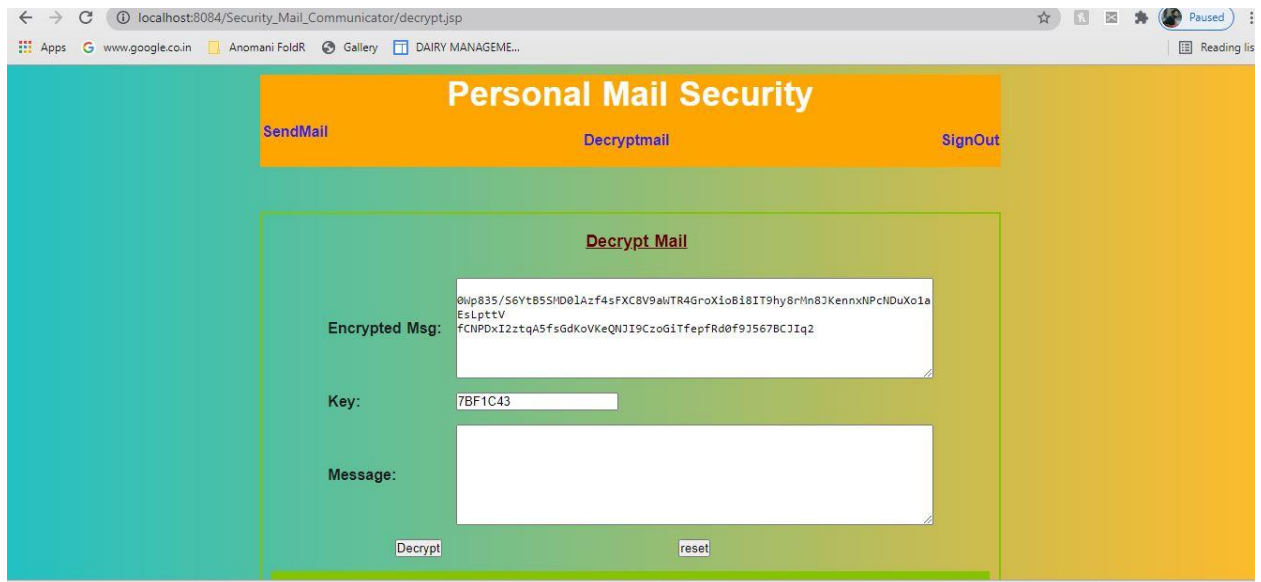 localhost:8084/Security_Mail_Communicator/decrypt.jsp
Paused
Apps
www.google.co.in
Anomani FoldR
Gallery
DAIRY MANAGEME...
Reading lis
Personal Mail Security
SendMail
Decryptmail
SignOut
Decrypt Mail
Encrypted Msg:
0Wp835/S6YtB5SMD0lAzf4sFXC8V9aWTR4GroXioBi8IT9hy8rMn8JKennxNPcNDuXo1a
EsLpttV
fCNPDxI2ztqA5fsGdKoVKeQNJI9CzoGiTfepfRd0f9J567BCJIq2
Key:
7BF1C43
Message:
Decrypt
reset